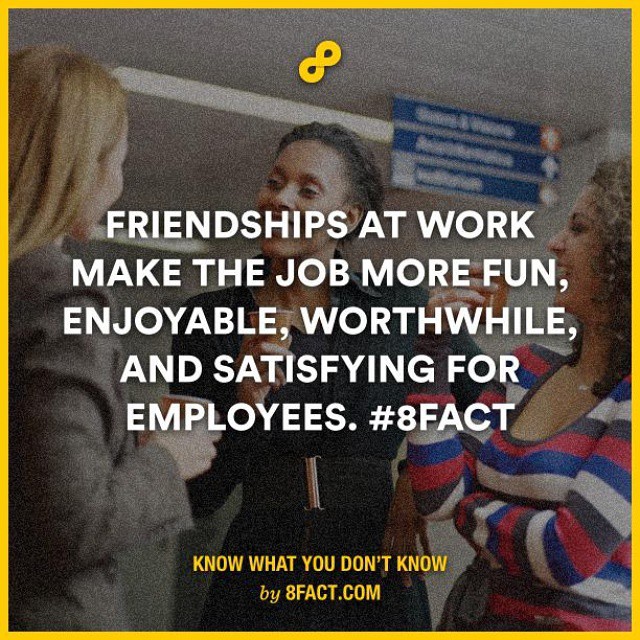 FRIENDSHIPS AT WORK
MAKE THE JOB MORE FUN,
ENJOYABLE, WORTHWHILE,
AND SATISFYING FOR
EMPLOYEES. #8FACT
KNOW WHAT YOU DON'T KNOW
by 8FACT.COM